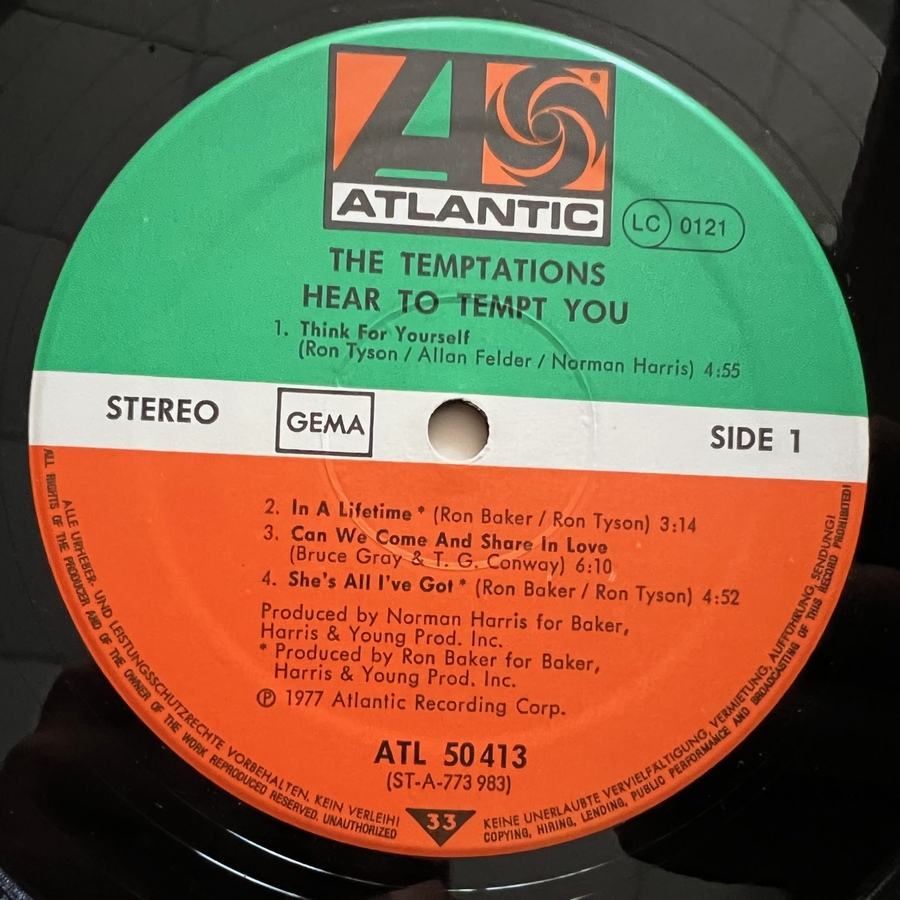 ATLANTIC
LC 0121
THE TEMPTATIONS
HEAR TO TEMPT YOU
1. Think For Yourself
(Ron Tyson / Allan Felder / Norman Harris) 4:55
STEREO GEMA SIDE 1
2. In A Lifetime * (Ron Baker / Ron Tyson) 3:14
3. Can We Come And Share In Love
(Bruce Gray & T. G. Conway) 6:10
4. She's All I've Got * (Ron Baker / Ron Tyson) 4:52
Produced by Norman Harris for Baker,
Harris & Young Prod. Inc.
* Produced by Ron Baker for Baker,
Harris & Young Prod. Inc.
℗ 1977 Atlantic Recording Corp.
ATL 50 413
(ST-A-773 983)
33
ALLE URHEBER- UND LEISTUNGSSCHUTZRECHTE VORBEHALTEN. KEIN VERLEIH! KEINE UNERLAUBTE VERVIELFÄLTIGUNG, VERMIETUNG, AUFFÜHRUNG, SENDUNG!
ALL RIGHTS OF THE PRODUCER AND OF THE OWNER OF THE WORK REPRODUCED RESERVED. UNAUTHORIZED COPYING, HIRING, LENDING, PUBLIC PERFORMANCE AND BROADCASTING OF THIS RECORD PROHIBITED!